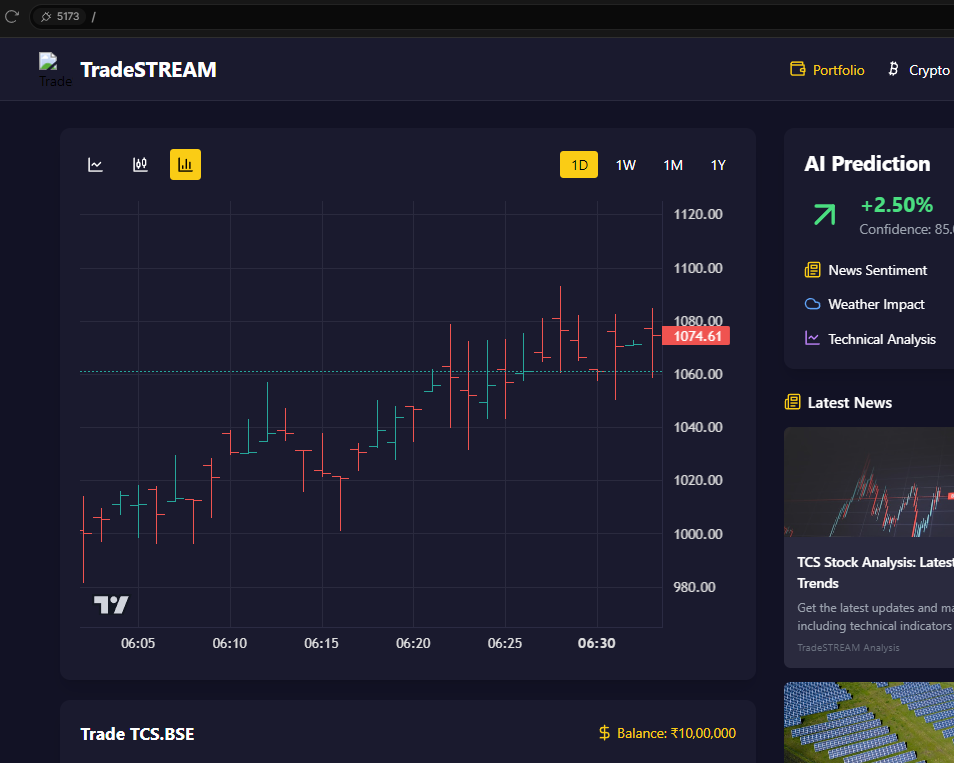 5173 /
Trade
TradeSTREAM
Portfolio
Crypto
1D 1W 1M 1Y
1120.00
1100.00
1080.00
1074.61
1060.00
1040.00
1020.00
1000.00
980.00
06:05 06:10 06:15 06:20 06:25 06:30
Trade TCS.BSE
Balance: ₹10,00,000
AI Prediction
+2.50%
Confidence: 85.
News Sentiment
Weather Impact
Technical Analysis
Latest News
TCS Stock Analysis: Latest
Trends
Get the latest updates and ma
including technical indicators
TradeSTREAM Analysis